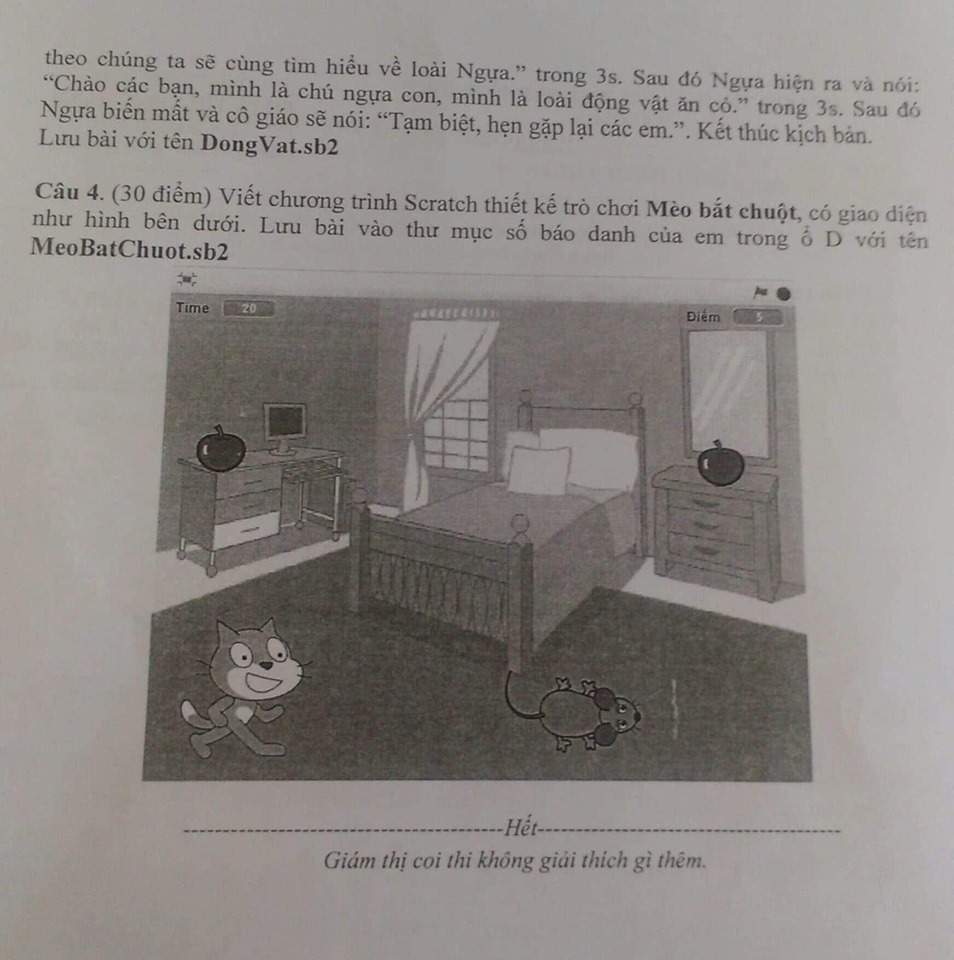 theo chúng ta sẽ cùng tìm hiểu về loài Ngựa.” trong 3s. Sau đó Ngựa hiện ra và nói:
“Chào các bạn, mình là chú ngựa con, mình là loài động vật ăn cỏ.” trong 3s. Sau đó
Ngựa biến mất và cô giáo sẽ nói: “Tạm biệt, hẹn gặp lại các em.”. Kết thúc kịch bản.
Lưu bài với tên DongVat.sb2
Câu 4. (30 điểm) Viết chương trình Scratch thiết kế trò chơi Mèo bắt chuột, có giao diện
như hình bên dưới. Lưu bài vào thư mục số báo danh của em trong ổ D với tên
MeoBatChuot.sb2
Time 20
Điểm 5
Hết
Giám thị coi thi không giải thích gì thêm.